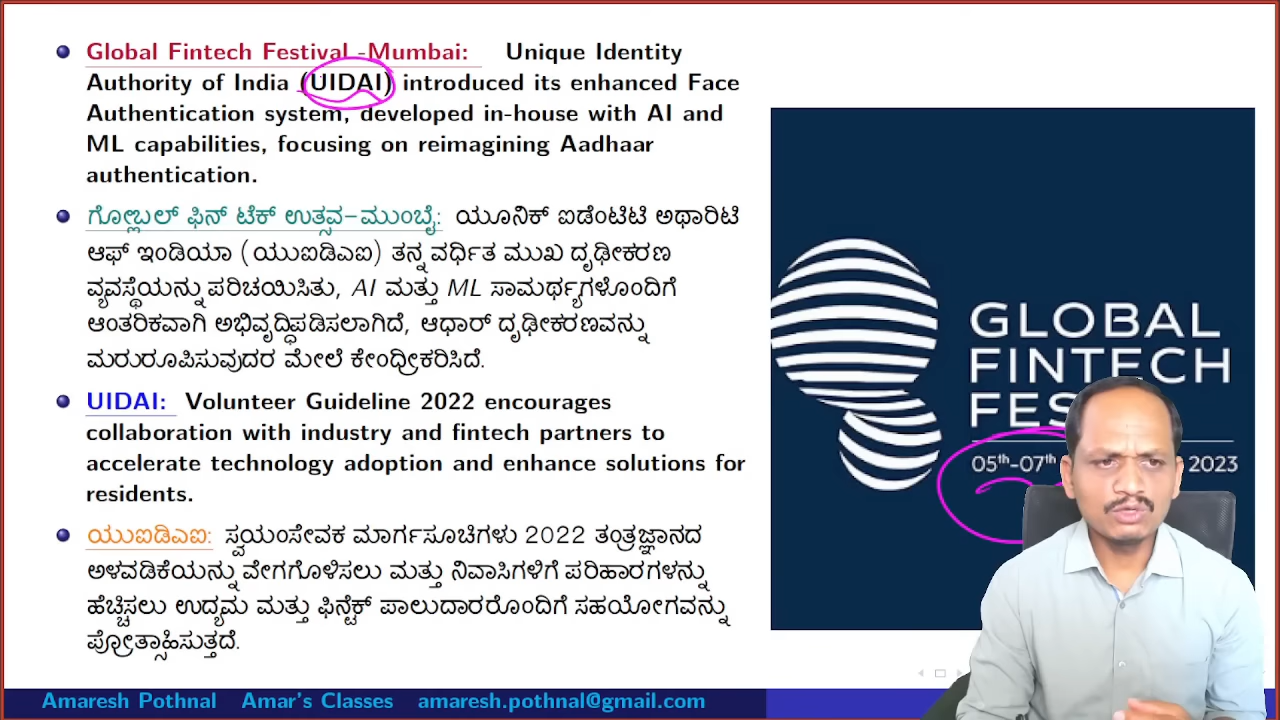 Global Fintech Festival -Mumbai: Unique Identity
Authority of India (UIDAI) introduced its enhanced Face
Authentication system, developed in-house with AI and
ML capabilities, focusing on reimagining Aadhaar
authentication.
ಗ್ಲೋಬಲ್ ಫಿನ್ ಟೆಕ್ ಉತ್ಸವ-ಮುಂಬೈ: ಯೂನಿಕ್ ಐಡೆಂಟಿಟಿ ಅಥಾರಿಟಿ
ಆಫ್ ಇಂಡಿಯಾ (ಯುಐಡಿಎಐ) ತನ್ನ ವರ್ಧಿತ ಮುಖ ದೃಢೀಕರಣ
ವ್ಯವಸ್ಥೆಯನ್ನು ಪರಿಚಯಿಸಿತು, AI ಮತ್ತು ML ಸಾಮರ್ಥ್ಯಗಳೊಂದಿಗೆ
ಆಂತರಿಕವಾಗಿ ಅಭಿವೃದ್ಧಿಪಡಿಸಲಾಗಿದೆ, ಆಧಾರ್ ದೃಢೀಕರಣವನ್ನು
ಮರುರೂಪಿಸುವುದರ ಮೇಲೆ ಕೇಂದ್ರೀಕರಿಸಿದೆ.
UIDAI: Volunteer Guideline 2022 encourages
collaboration with industry and fintech partners to
accelerate technology adoption and enhance solutions for
residents.
ಯುಐಡಿಎಐ: ಸ್ವಯಂಸೇವಕ ಮಾರ್ಗಸೂಚಿಗಳು 2022 ತಂತ್ರಜ್ಞಾನದ
ಅಳವಡಿಕೆಯನ್ನು ವೇಗಗೊಳಿಸಲು ಮತ್ತು ನಿವಾಸಿಗಳಿಗೆ ಪರಿಹಾರಗಳನ್ನು
ಹೆಚ್ಚಿಸಲು ಉದ್ಯಮ ಮತ್ತು ಫಿನ್ಟೆಕ್ ಪಾಲುದಾರರೊಂದಿಗೆ ಸಹಯೋಗವನ್ನು
ಪ್ರೋತ್ಸಾಹಿಸುತ್ತದೆ.
GLOBAL
FINTECH
FES
05th-07th 2023
Amaresh Pothnal Amar's Classes amaresh.pothnal@gmail.com